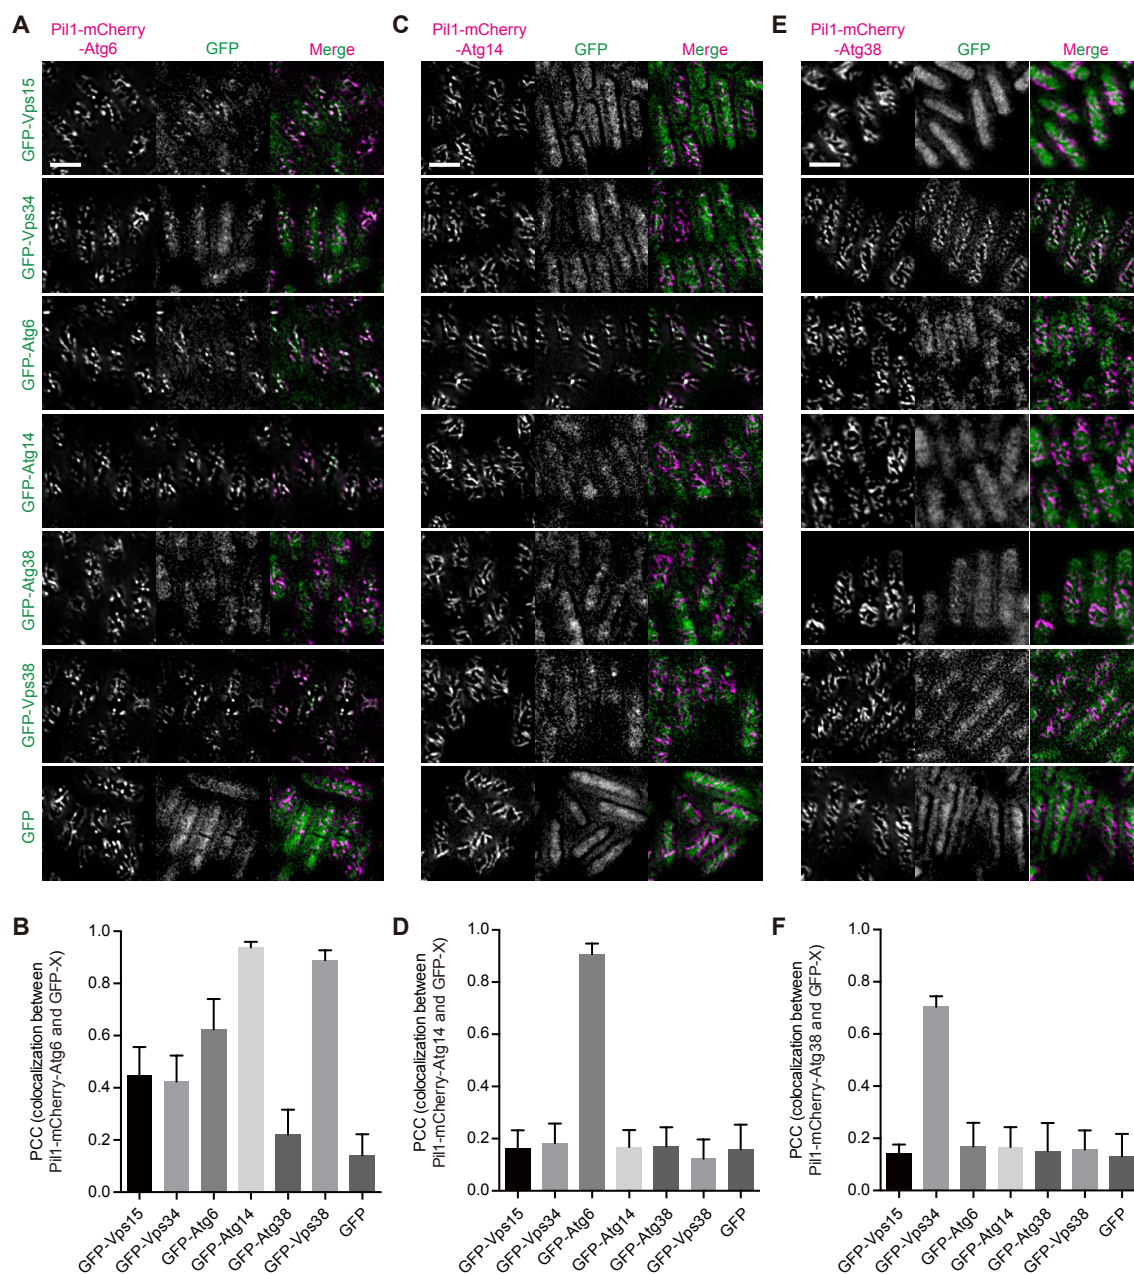 A
Pil1-mCherry
-Atg6
GFP
Merge
C
Pil1-mCherry
-Atg14
GFP
Merge
E
Pil1-mCherry
-Atg38
GFP
Merge
GFP-Vps15
GFP-Vps34
GFP-Atg6
GFP-Atg14
GFP-Atg38
GFP-Vps38
GFP
B
PCC (colocalization between
Pil1-mCherry-Atg6 and GFP-X)
1.0
0.8
0.6
0.4
0.2
0.0
GFP-Vps15
GFP-Vps34
GFP-Atg6
GFP-Atg14
GFP-Atg38
GFP-Vps38
GFP
D
PCC (colocalization between
Pil1-mCherry-Atg14 and GFP-X)
1.0
0.8
0.6
0.4
0.2
0.0
GFP-Vps15
GFP-Vps34
GFP-Atg6
GFP-Atg14
GFP-Atg38
GFP-Vps38
GFP
F
PCC (colocalization between
Pil1-mCherry-Atg38 and GFP-X)
1.0
0.8
0.6
0.4
0.2
0.0
GFP-Vps15
GFP-Vps34
GFP-Atg6
GFP-Atg14
GFP-Atg38
GFP-Vps38
GFP